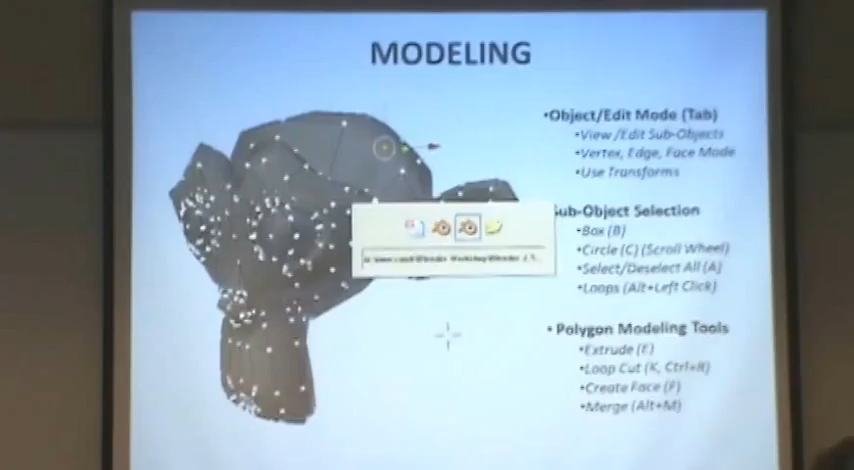 MODELING
•Object/Edit Mode (Tab)
•View /Edit Sub-Objects
•Vertex, Edge, Face Mode
•Use Transforms
Sub-Object Selection
•Box (B)
•Circle (C) (Scroll Wheel)
•Select/Deselect All (A)
•Loops (Alt+Left Click)
• Polygon Modeling Tools
•Extrude (E)
•Loop Cut (K, Ctrl+R)
•Create Face (F)
•Merge (Alt+M)